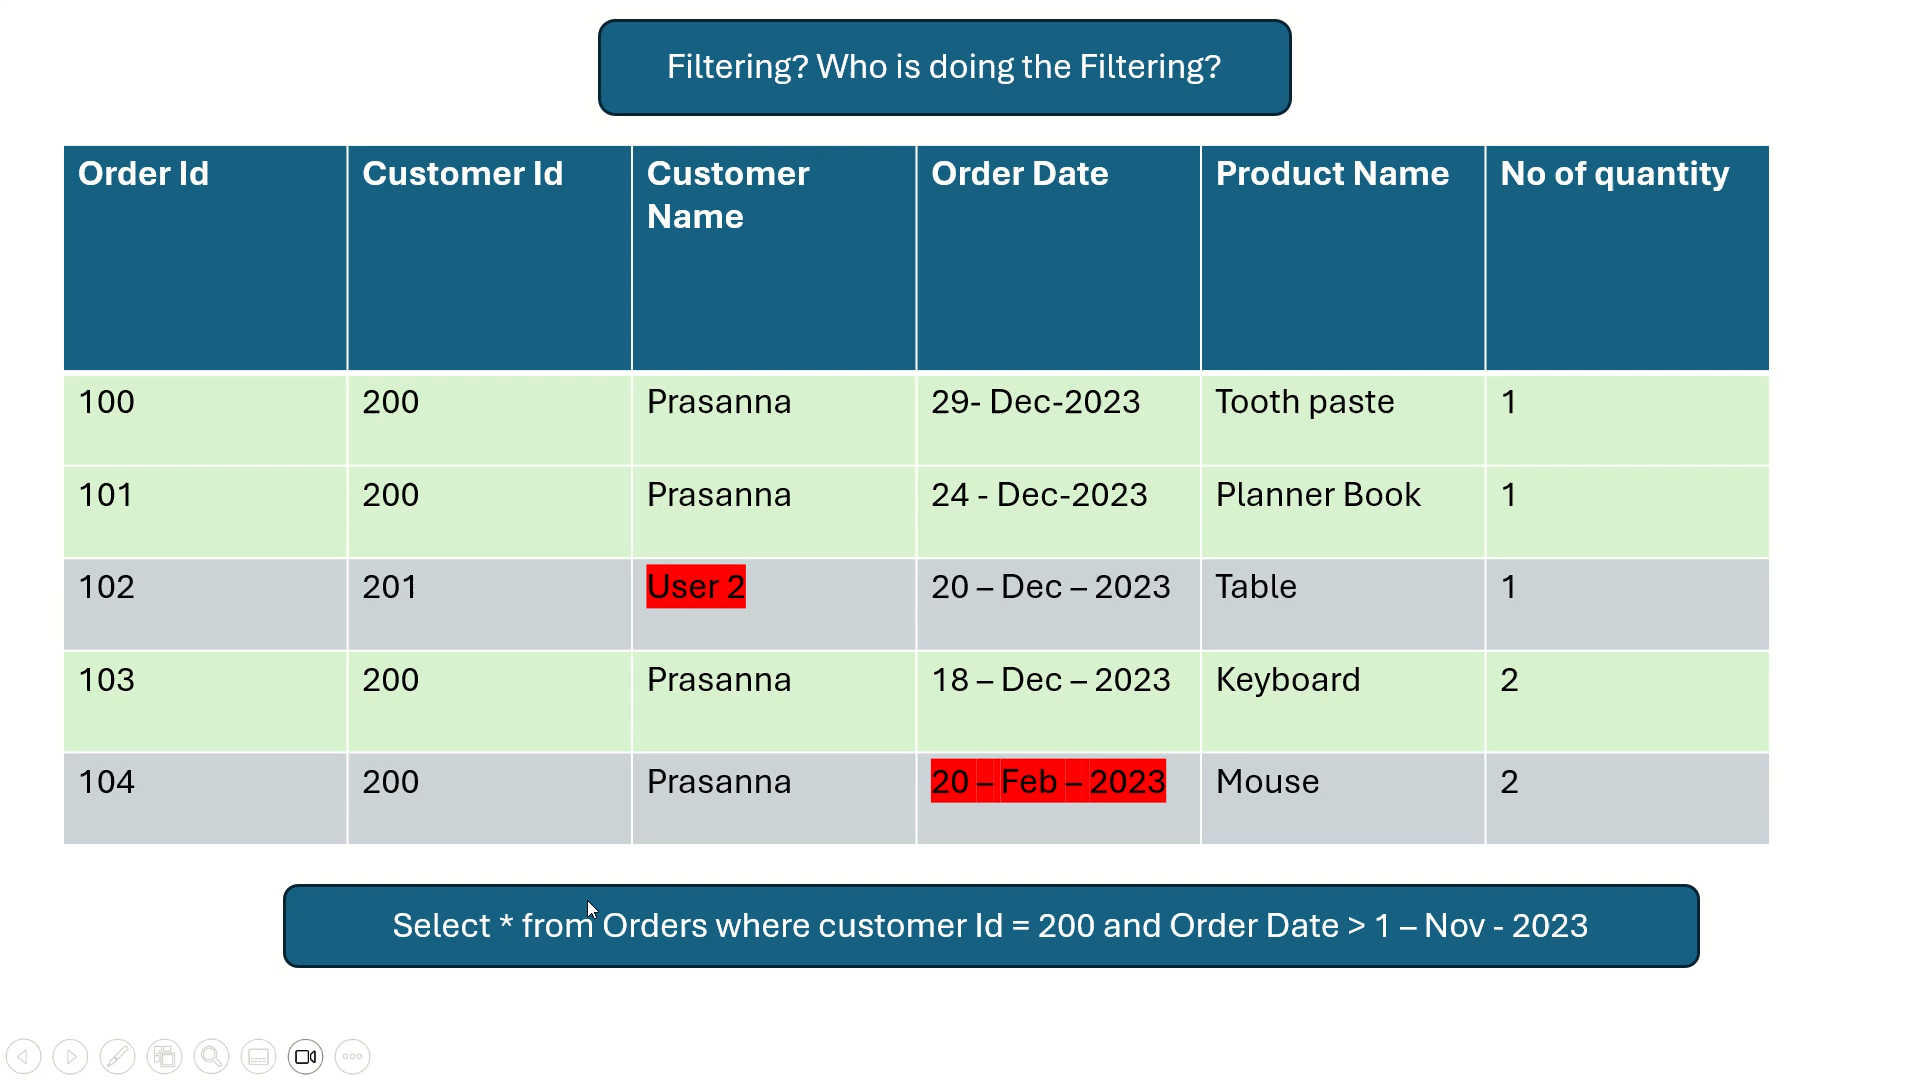 Filtering? Who is doing the Filtering?
Order Id Customer Id Customer Name Order Date Product Name No of quantity
100 200 Prasanna 29- Dec-2023 Tooth paste 1
101 200 Prasanna 24 - Dec-2023 Planner Book 1
102 201 User 2 20 – Dec – 2023 Table 1
103 200 Prasanna 18 – Dec – 2023 Keyboard 2
104 200 Prasanna 20 – Feb – 2023 Mouse 2
Select * from Orders where customer Id = 200 and Order Date > 1 – Nov - 2023